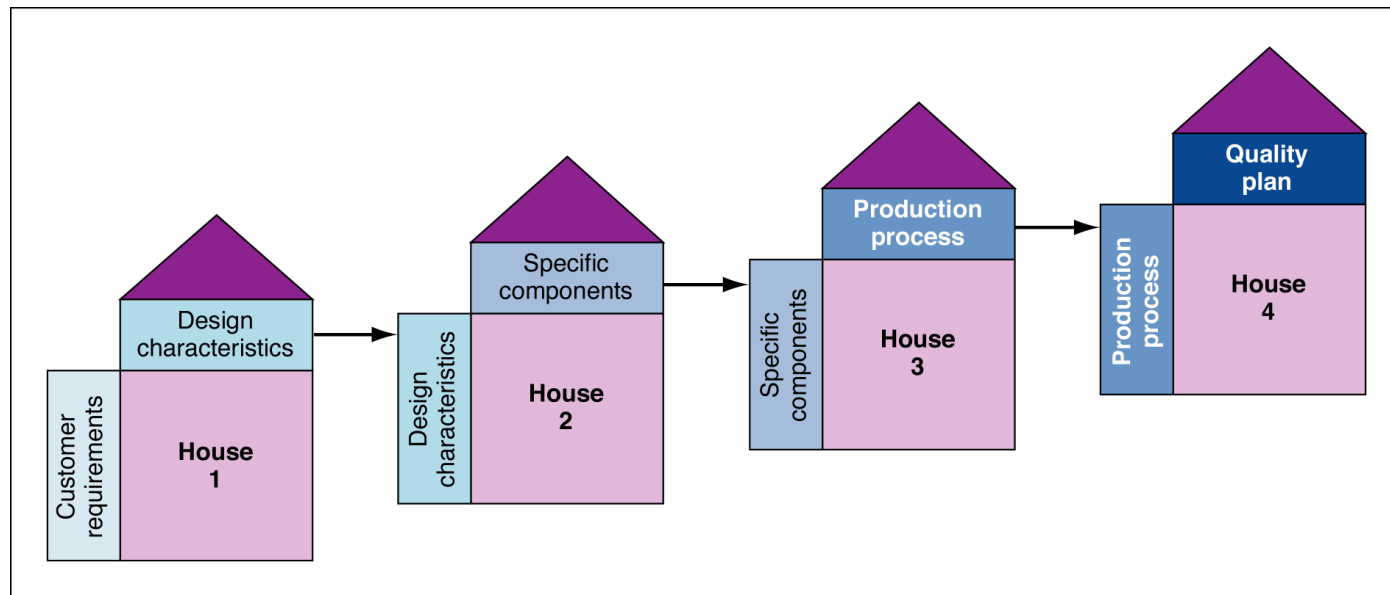 Customer
requirements
Design
characteristics
House
1
Design
characteristics
Specific
components
House
2
Specific
components
Production
process
House
3
Production
process
Quality
plan
House
4